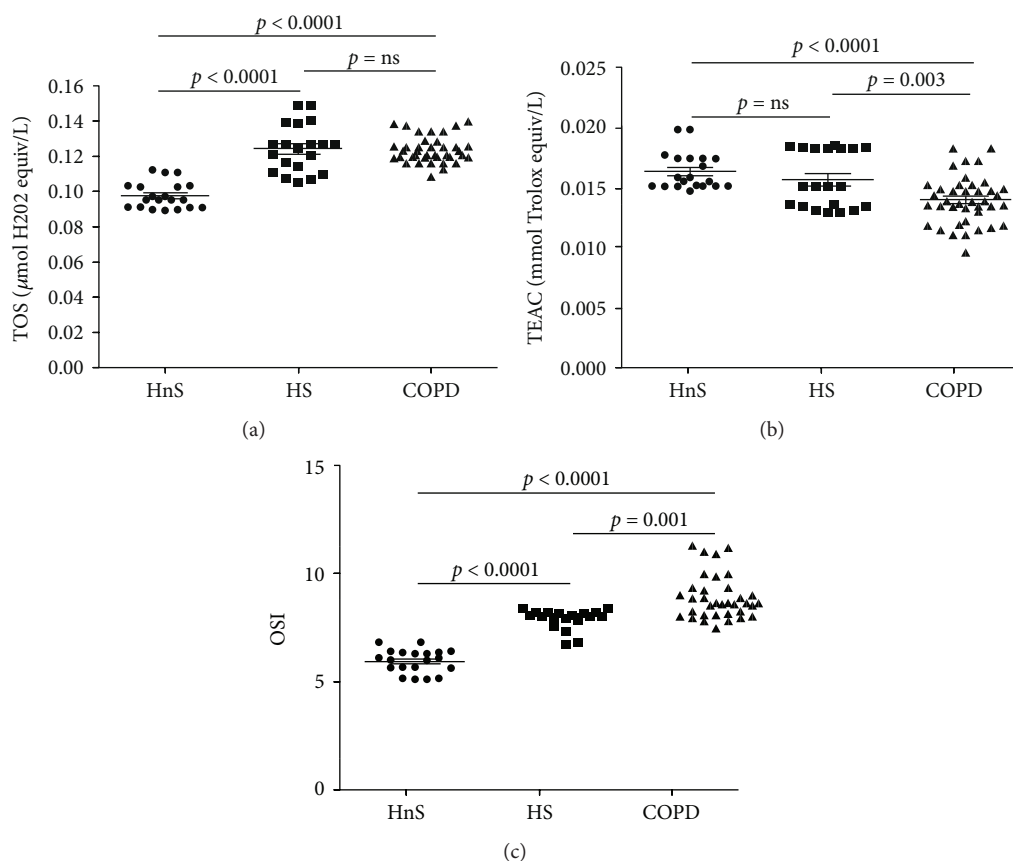 p < 0.0001
p = ns
p < 0.0001
0.16
0.14
0.12
0.10
0.08
0.06
0.04
0.02
0.00
TOS (µmol H202 equiv/L)
HnS HS COPD
(a)
p < 0.0001
p = 0.003
p = ns
0.025
0.020
0.015
0.010
0.005
0.000
TEAC (mmol Trolox equiv/L)
HnS HS COPD
(b)
p < 0.0001
p = 0.001
p < 0.0001
15
10
5
0
OSI
HnS HS COPD
(c)